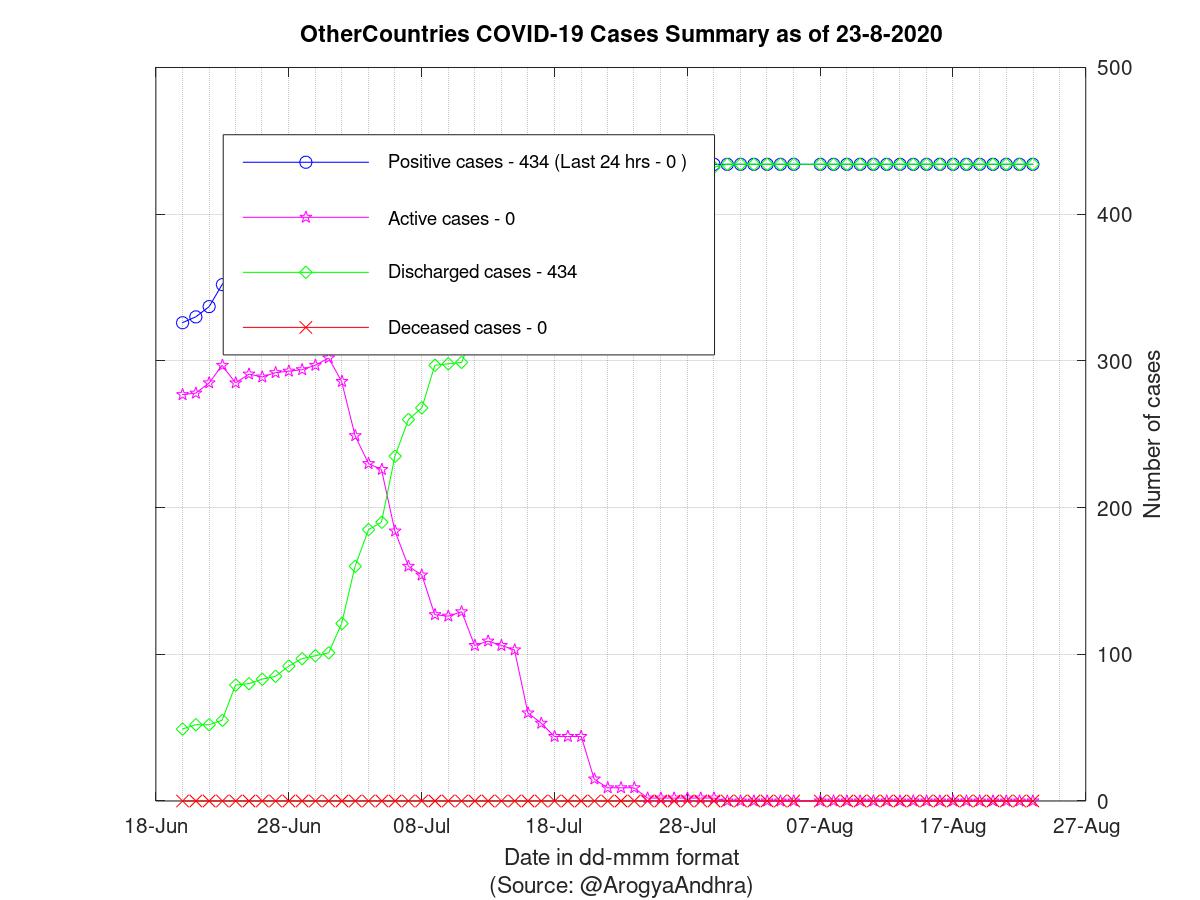 OtherCountries COVID-19 Cases Summary as of 23-8-2020
500
400
300
200
100
0
Number of cases
Positive cases - 434 (Last 24 hrs - 0 )
Active cases - 0
Discharged cases - 434
Deceased cases - 0
18-Jun 28-Jun 08-Jul 18-Jul 28-Jul 07-Aug 17-Aug 27-Aug
Date in dd-mmm format
(Source: @ArogyaAndhra)